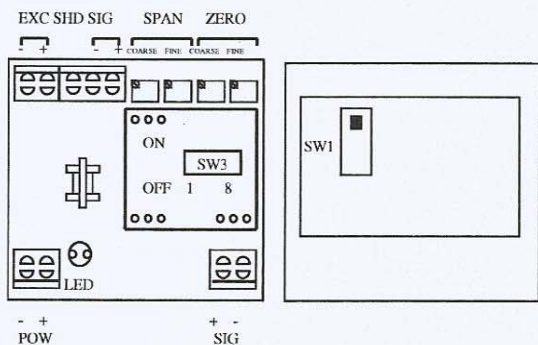 EXC SHD SIG SPAN ZERO
- + - + COARSE FINE COARSE FINE
ON
SW3
OFF 1 8
SW1
LED
- + + -
POW SIG